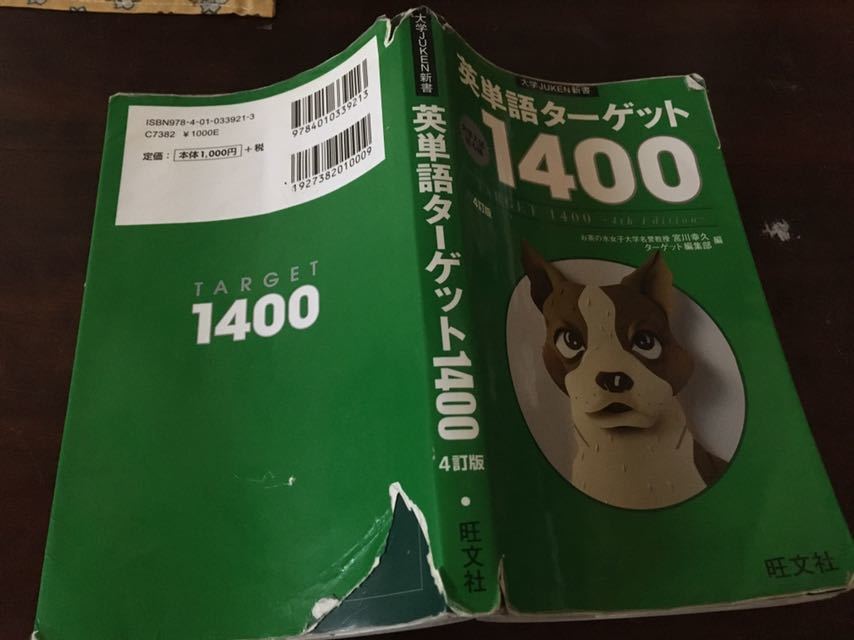 ISBN978-4-01-033921-3
C7382 ¥1000E
定価：本体1,000円+税
9784010339213
1927382010009
TARGET
1400
大学JUKEN新書
英単語ターゲット1400
4訂版
旺文社
大学JUKEN新書
英単語ターゲット
1400
TARGET 1400 ~4th Edition~
4訂版
お茶の水女子大学名誉教授 宮川幸久 編
ターゲット編集部
旺文社